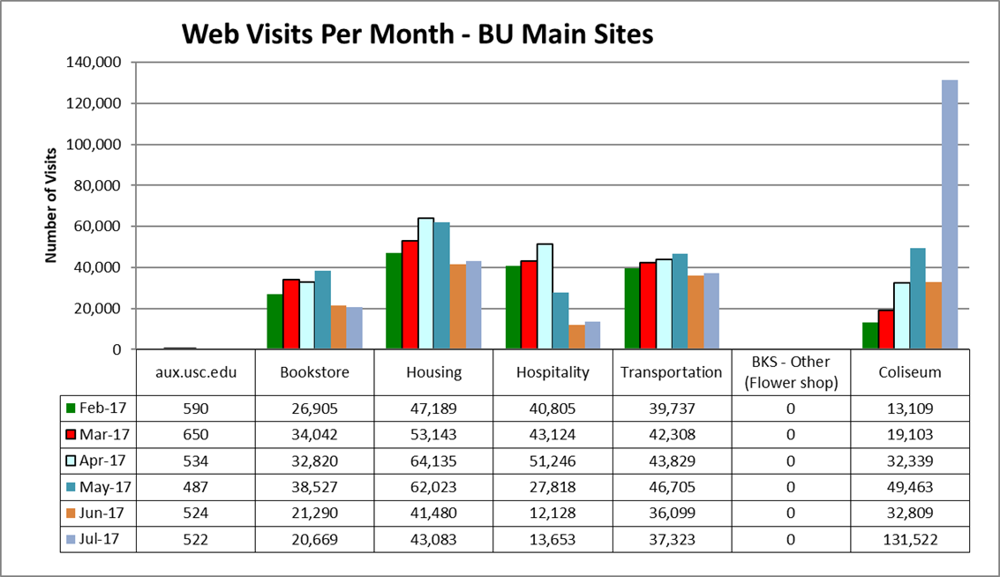 Web Visits Per Month - BU Main Sites
140,000
120,000
100,000
80,000
60,000
40,000
20,000
0
Number of Visits
aux.usc.edu Bookstore Housing Hospitality Transportation BKS - Other (Flower shop) Coliseum
Feb-17 590 26,905 47,189 40,805 39,737 0 13,109
Mar-17 650 34,042 53,143 43,124 42,308 0 19,103
Apr-17 534 32,820 64,135 51,246 43,829 0 32,339
May-17 487 38,527 62,023 27,818 46,705 0 49,463
Jun-17 524 21,290 41,480 12,128 36,099 0 32,809
Jul-17 522 20,669 43,083 13,653 37,323 0 131,522